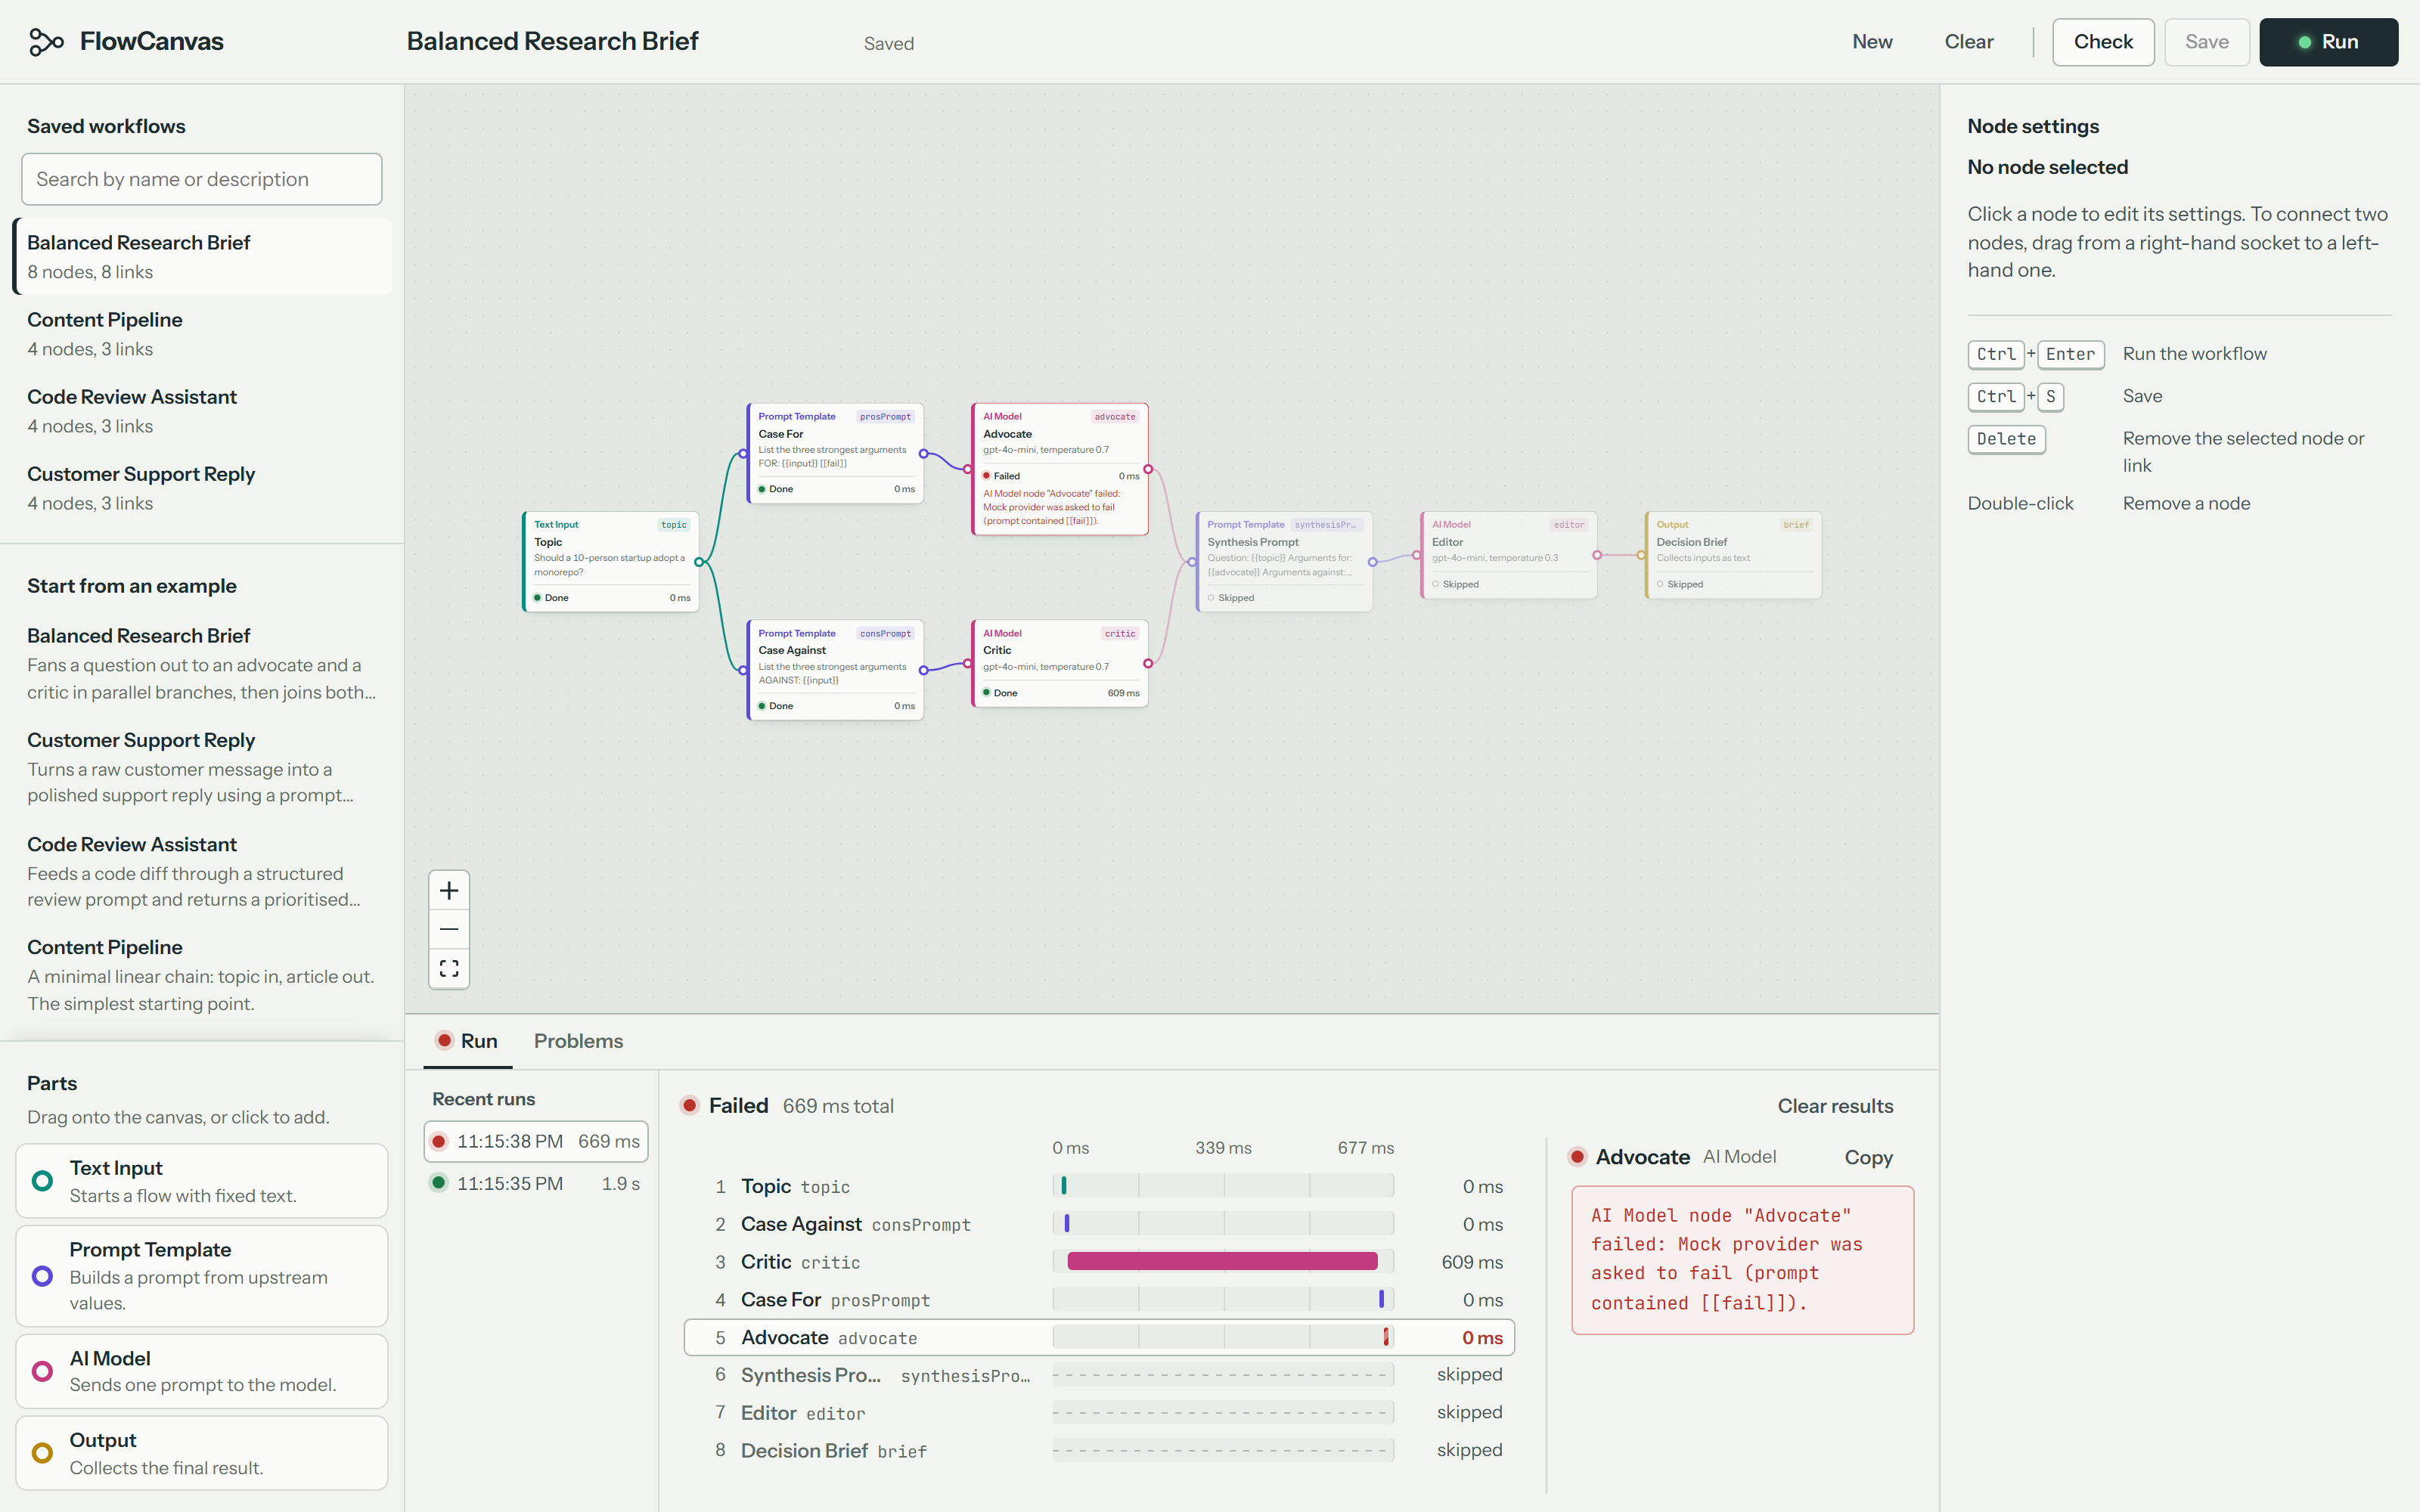 FlowCanvas
Balanced Research Brief
Saved
New
Clear
Check
Save
Run
Saved workflows
Search by name or description
Balanced Research Brief
8 nodes, 8 links
Content Pipeline
4 nodes, 3 links
Code Review Assistant
4 nodes, 3 links
Customer Support Reply
4 nodes, 3 links
Start from an example
Balanced Research Brief
Fans a question out to an advocate and a
critic in parallel branches, then joins both...
Customer Support Reply
Turns a raw customer message into a
polished support reply using a prompt...
Code Review Assistant
Feeds a code diff through a structured
review prompt and returns a prioritised...
Content Pipeline
A minimal linear chain: topic in, article out.
The simplest starting point.
Parts
Drag onto the canvas, or click to add.
Text Input
Starts a flow with fixed text.
Prompt Template
Builds a prompt from upstream
values.
AI Model
Sends one prompt to the model.
Output
Collects the final result.
Text Input topic
Topic
Should a 10-person startup adopt a
monorepo?
Done 0 ms
Prompt Template prosPrompt
Case For
List the three strongest arguments
FOR: {{input}} [[fail]]
Done 0 ms
AI Model advocate
Advocate
gpt-4o-mini, temperature 0.7
Failed 0 ms
AI Model node "Advocate" failed:
Mock provider was asked to fail
(prompt contained [[fail]]).
Prompt Template consPrompt
Case Against
List the three strongest arguments
AGAINST: {{input}}
Done 0 ms
AI Model critic
Critic
gpt-4o-mini, temperature 0.7
Done 609 ms
Prompt Template synthesisPr...
Synthesis Prompt
Question: {{topic}} Arguments for:
{{advocate}} Arguments against:...
Skipped
AI Model editor
Editor
gpt-4o-mini, temperature 0.3
Skipped
Output brief
Decision Brief
Collects inputs as text
Skipped
Run
Problems
Recent runs
11:15:38 PM 669 ms
11:15:35 PM 1.9 s
Failed 669 ms total
Clear results
0 ms 339 ms 677 ms
1 Topic topic 0 ms
2 Case Against consPrompt 0 ms
3 Critic critic 609 ms
4 Case For prosPrompt 0 ms
5 Advocate advocate 0 ms
6 Synthesis Pro... synthesisPro... skipped
7 Editor editor skipped
8 Decision Brief brief skipped
Advocate AI Model Copy
AI Model node "Advocate"
failed: Mock provider was
asked to fail (prompt
contained [[fail]]).
Node settings
No node selected
Click a node to edit its settings. To connect two
nodes, drag from a right-hand socket to a left-
hand one.
Ctrl + Enter Run the workflow
Ctrl + S Save
Delete Remove the selected node or
link
Double-click Remove a node